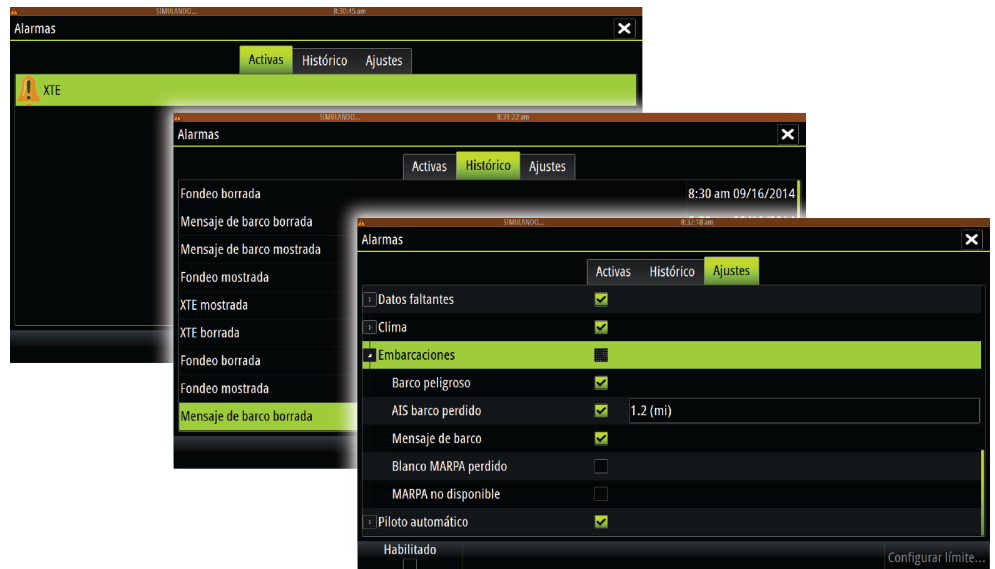 SIMULANDO... 8:30:45 am
Alarmas
Activas Histórico Ajustes
XTE
SIMULANDO... 8:31:22 am
Alarmas
Activas Histórico Ajustes
Fondeo borrada 8:30 am 09/16/2014
Mensaje de barco borrada
Mensaje de barco mostrada
Fondeo mostrada
XTE mostrada
XTE borrada
Fondeo borrada
Fondeo mostrada
Mensaje de barco borrada
SIMULANDO... 8:32:18 am
Alarmas
Activas Histórico Ajustes
Datos faltantes
Clima
Embarcaciones
Barco peligroso
AIS barco perdido 1.2 (mi)
Mensaje de barco
Blanco MARPA perdido
MARPA no disponible
Piloto automático
Habilitado
Configurar límite...